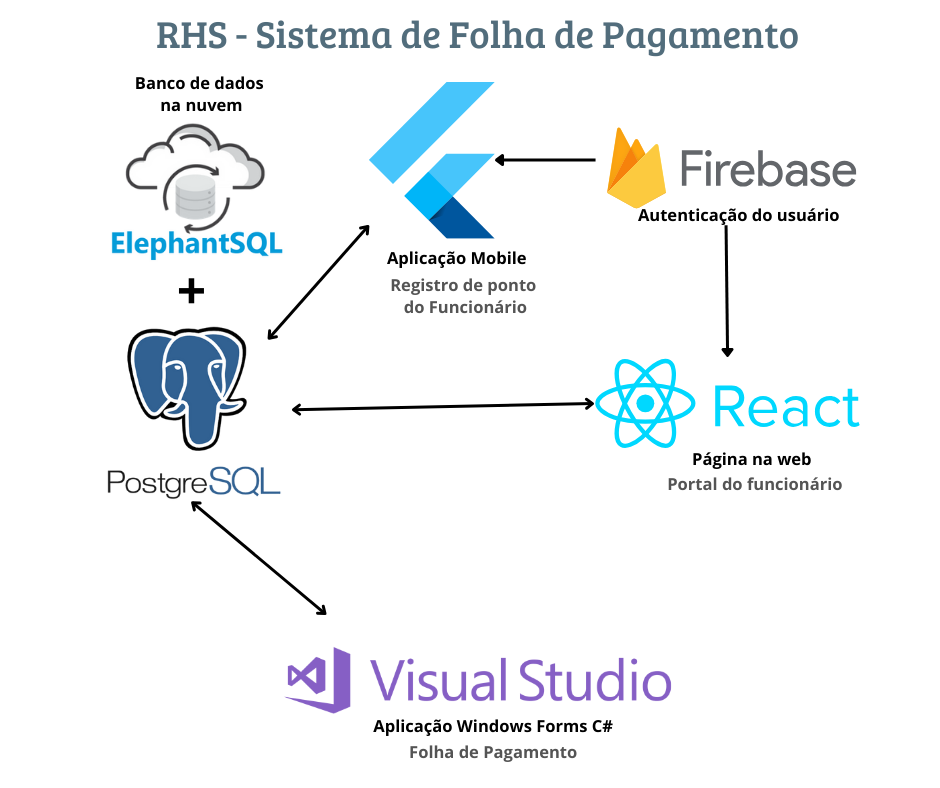 RHS - Sistema de Folha de Pagamento
Banco de dados
na nuvem
ElephantSQL
+
PostgreSQL
Aplicação Mobile
Registro de ponto
do Funcionário
Firebase
Autenticação do usuário
React
Página na web
Portal do funcionário
Visual Studio
Aplicação Windows Forms C#
Folha de Pagamento